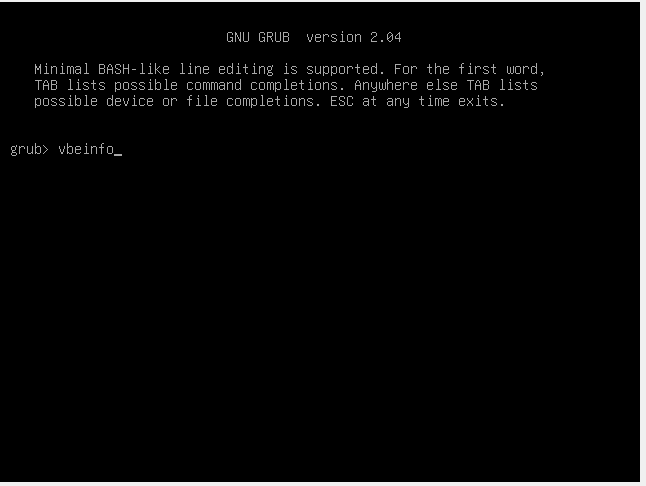 GNU GRUB  version 2.04
Minimal BASH-like line editing is supported. For the first word,
TAB lists possible command completions. Anywhere else TAB lists
possible device or file completions. ESC at any time exits.
grub> vbeinfo_